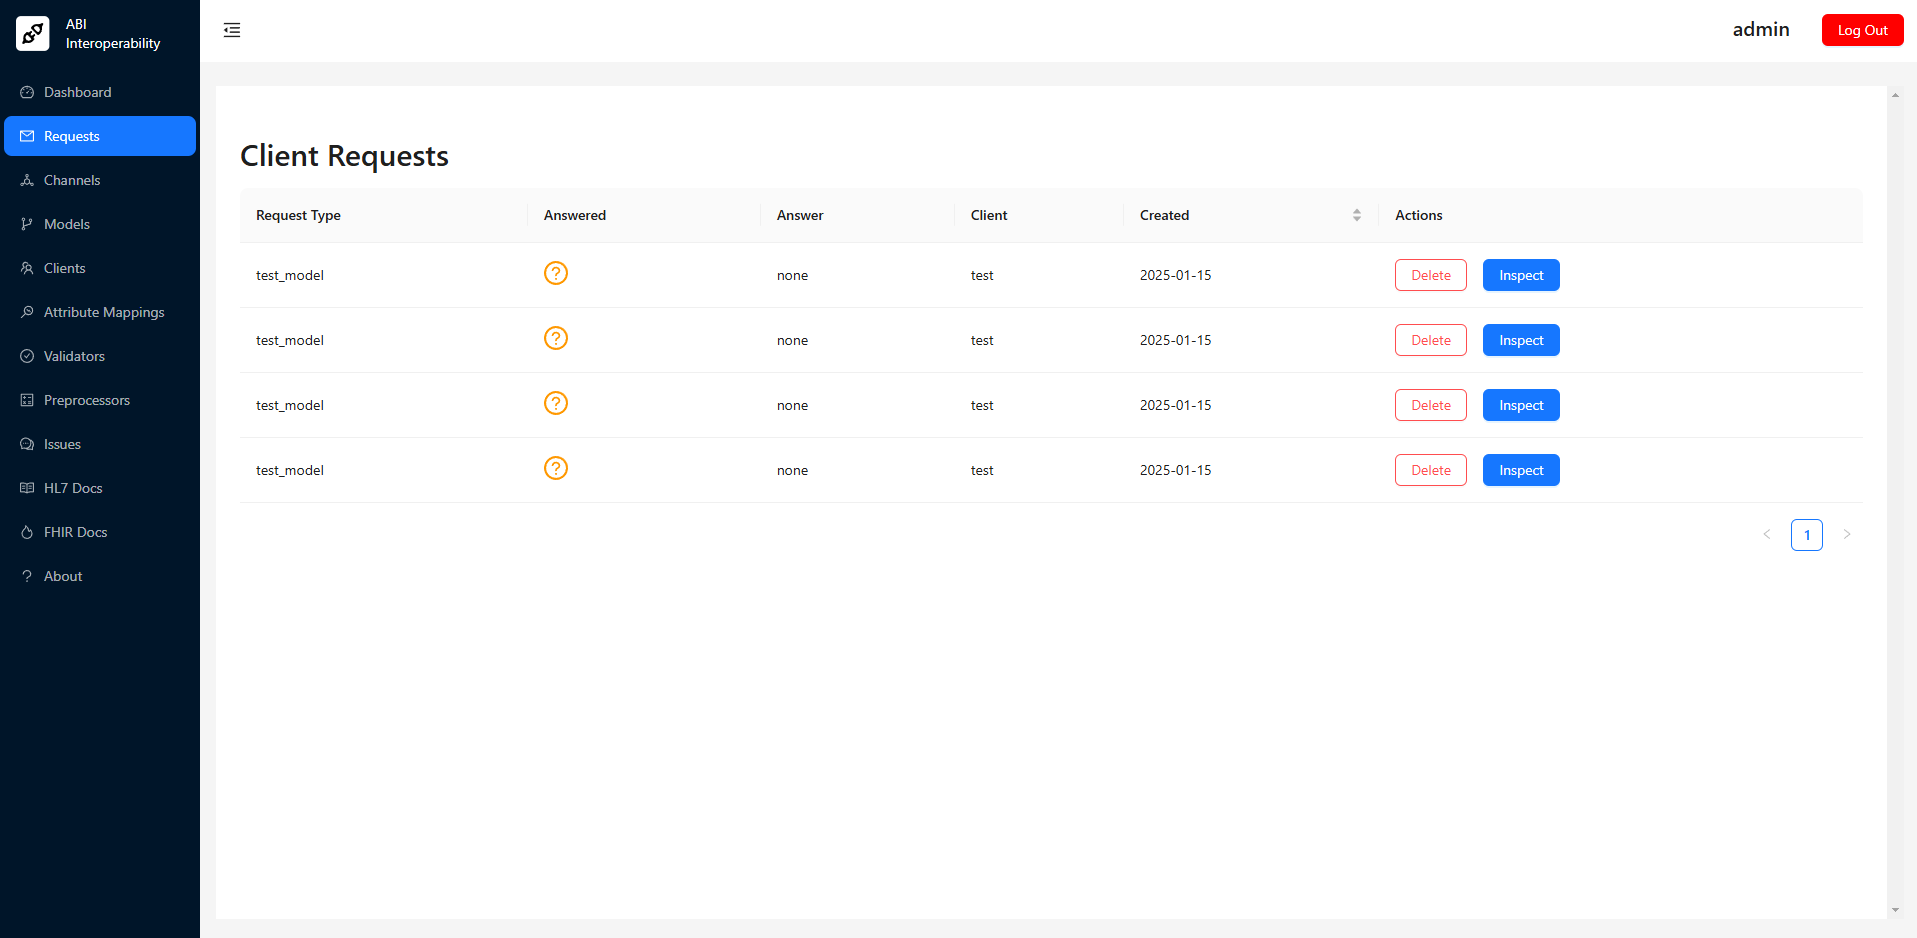 ABI
Interoperability
admin
Log Out
Dashboard
Requests
Channels
Models
Clients
Attribute Mappings
Validators
Preprocessors
Issues
HL7 Docs
FHIR Docs
About
Client Requests
Request Type Answered Answer Client Created Actions
test_model ? none test 2025-01-15 Delete Inspect
test_model ? none test 2025-01-15 Delete Inspect
test_model ? none test 2025-01-15 Delete Inspect
test_model ? none test 2025-01-15 Delete Inspect
< 1 >